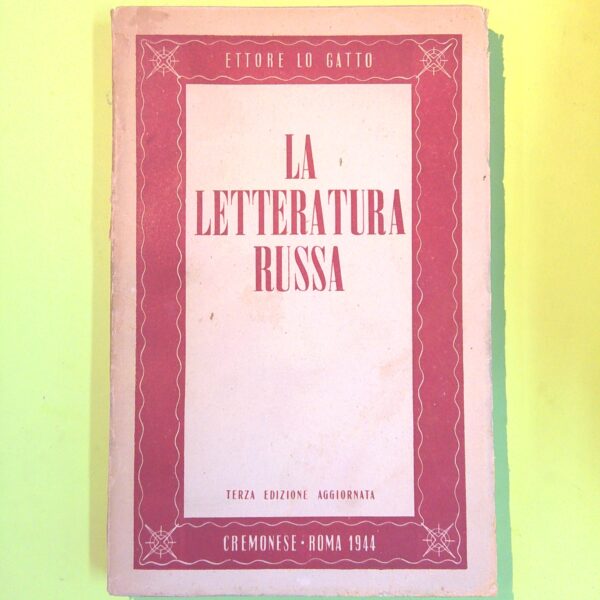 ETTORE LO GATTO
LA
LETTERATURA
RUSSA
TERZA EDIZIONE AGGIORNATA
CREMONESE • ROMA 1944